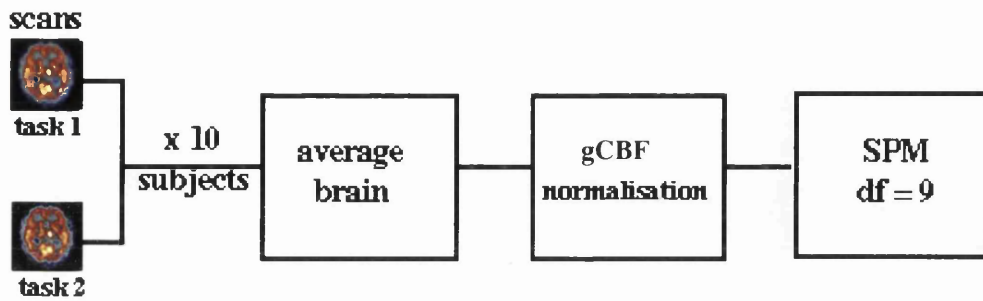 scans
task 1
task 2
x 10
subjects
average
brain
gCBF
normalisation
SPM
df = 9